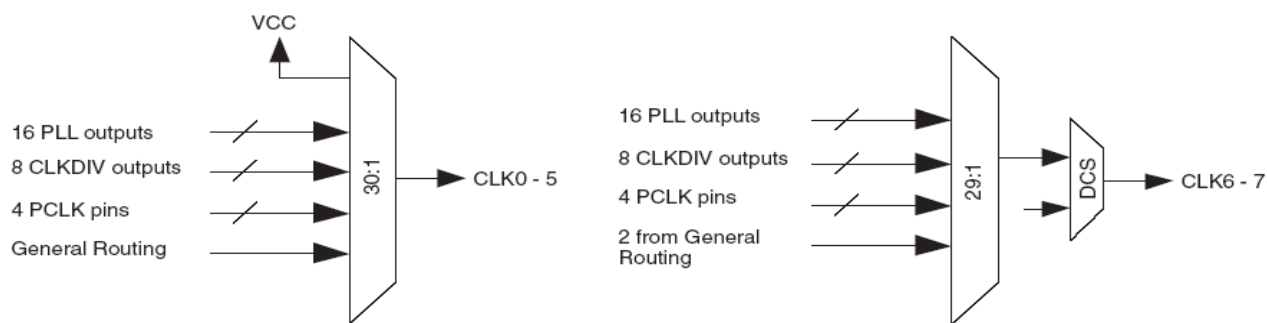 VCC
16 PLL outputs
8 CLKDIV outputs
4 PCLK pins
General Routing
30:1
CLK0 - 5
16 PLL outputs
8 CLKDIV outputs
4 PCLK pins
2 from General
Routing
29:1
DCS
CLK6 - 7